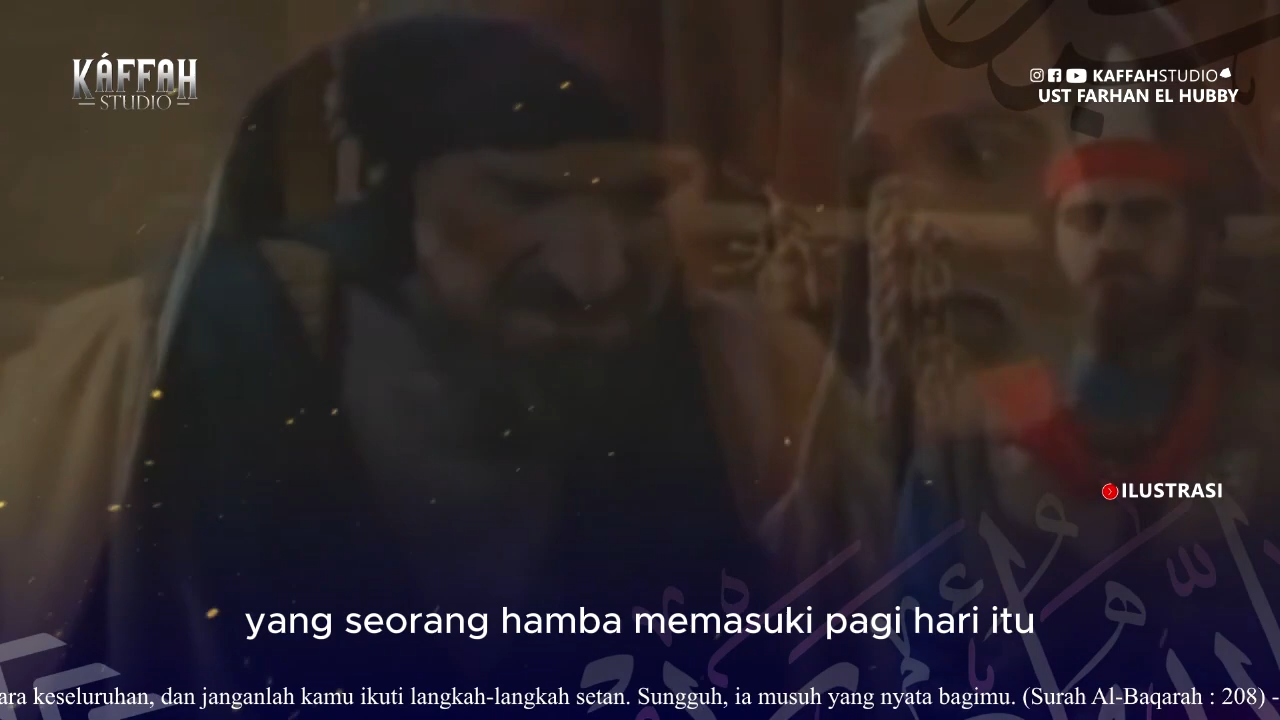 KÁFFAH
STUDIO
KAFFAHSTUDIO
UST FARHAN EL HUBBY
ILUSTRASI
yang seorang hamba memasuki pagi hari itu
ara keseluruhan, dan janganlah kamu ikuti langkah-langkah setan. Sungguh, ia musuh yang nyata bagimu. (Surah Al-Baqarah : 208) -